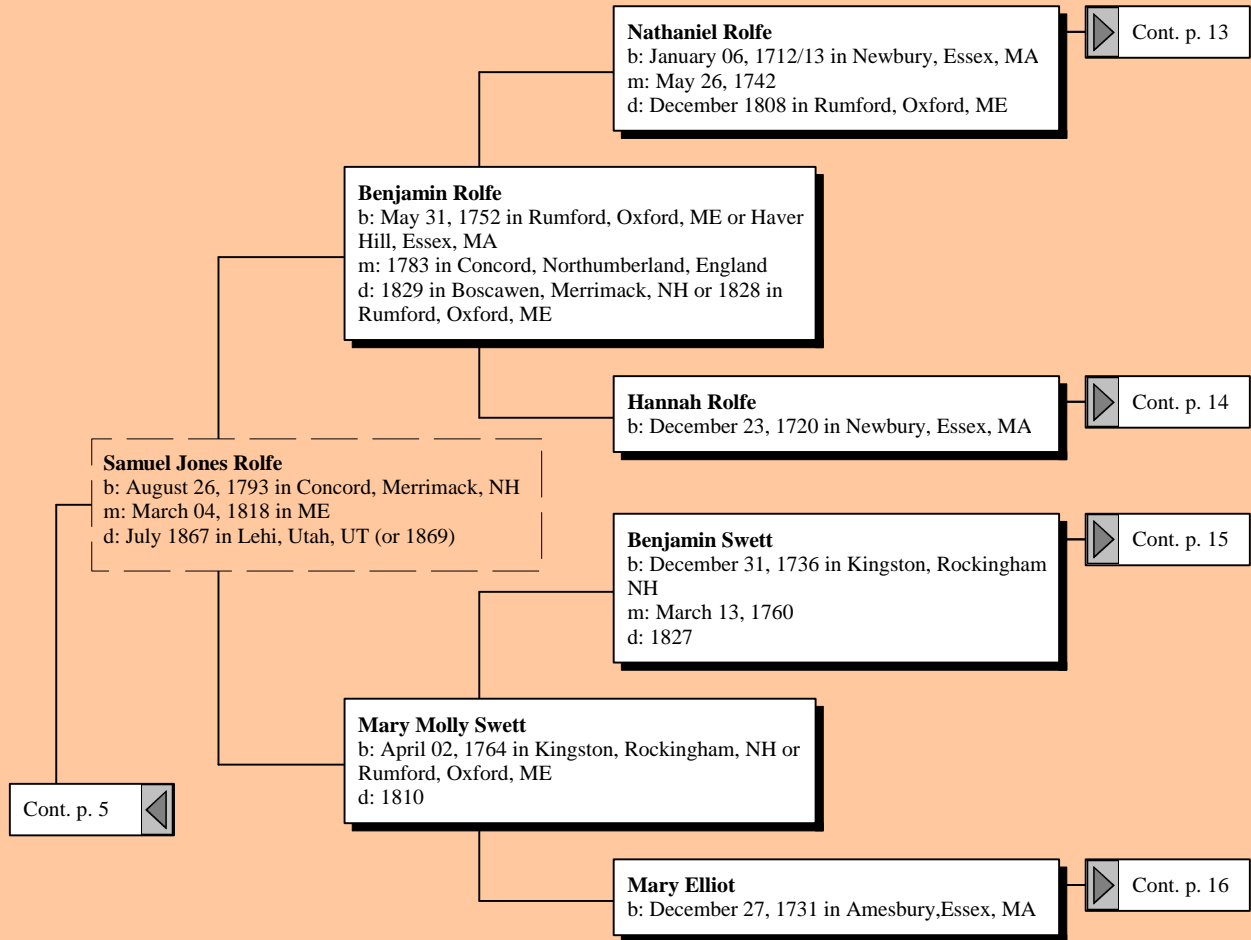 Nathaniel Rolfe
b: January 06, 1712/13 in Newbury, Essex, MA
m: May 26, 1742
d: December 1808 in Rumford, Oxford, ME
Cont. p. 13
Benjamin Rolfe
b: May 31, 1752 in Rumford, Oxford, ME or Haver
Hill, Essex, MA
m: 1783 in Concord, Northumberland, England
d: 1829 in Boscawen, Merrimack, NH or 1828 in
Rumford, Oxford, ME
Hannah Rolfe
b: December 23, 1720 in Newbury, Essex, MA
Cont. p. 14
Samuel Jones Rolfe
b: August 26, 1793 in Concord, Merrimack, NH
m: March 04, 1818 in ME
d: July 1867 in Lehi, Utah, UT (or 1869)
Benjamin Swett
b: December 31, 1736 in Kingston, Rockingham
NH
m: March 13, 1760
d: 1827
Cont. p. 15
Mary Molly Swett
b: April 02, 1764 in Kingston, Rockingham, NH or
Rumford, Oxford, ME
d: 1810
Cont. p. 5
Mary Elliot
b: December 27, 1731 in Amesbury,Essex, MA
Cont. p. 16